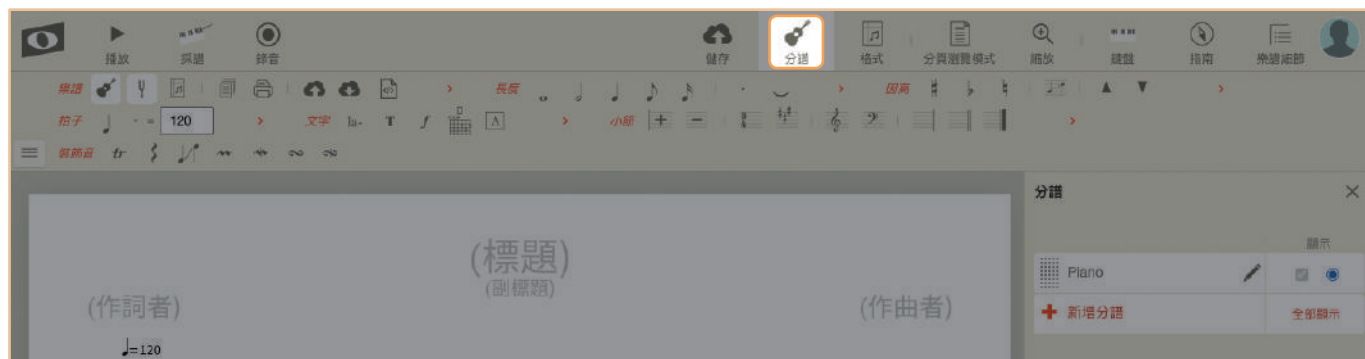 播放 採譜 錄音 儲存 分譜 格式 分頁瀏覽模式 縮放 鍵盤 指南 樂譜細節
樂譜 長度 音高
拍子 = 120 文字 la- T f A 小節
裝飾音 tr
分譜
(標題)
(副標題)
顯示
Piano
(作詞者) (作曲者)
新增分譜 全部顯示
♩=120